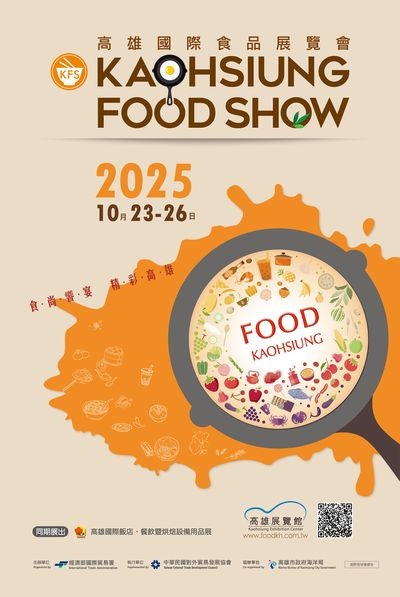 高雄國際食品展覽會
KFS
KAOHSIUNG
FOOD SHOW
2025
10月23-26日
食.尚.饗.宴 精.彩.高.雄
FOOD
KAOHSIUNG
高雄展覽館
Kaohsiung Exhibition Center
www.foodkh.com.tw
同期展出 高雄國際飯店、餐飲暨烘焙設備用品展
主辦單位 Organized by 經濟部國際貿易署 International Trade Administration 執行單位 Implemented by 中華民國對外貿易發展協會 Taiwan External Trade Development Council 協辦單位 Co-organized by 高雄市政府海洋局 Marine Bureau of Kaohsiung City Government